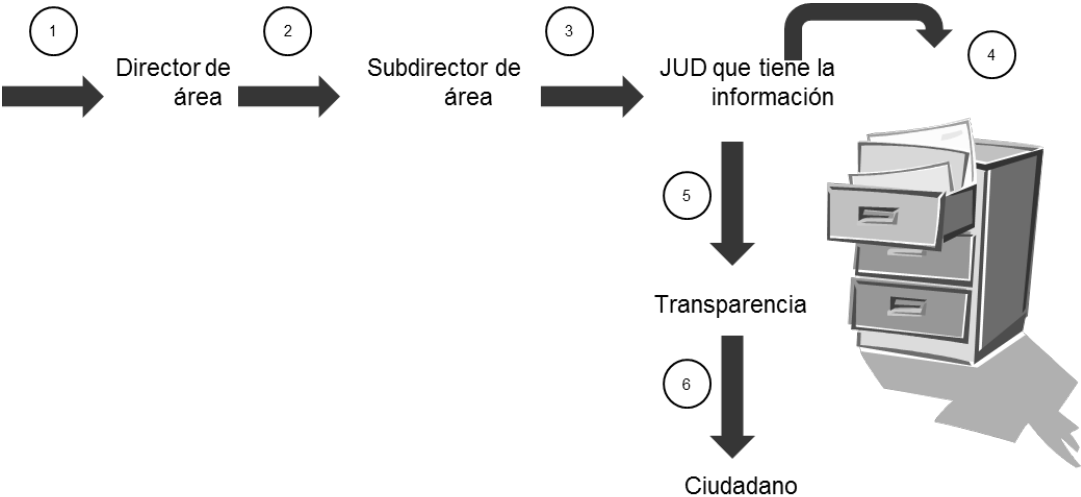 1
2
3
4
Director de
área
Subdirector de
área
JUD que tiene la
información
5
Transparencia
6
Ciudadano